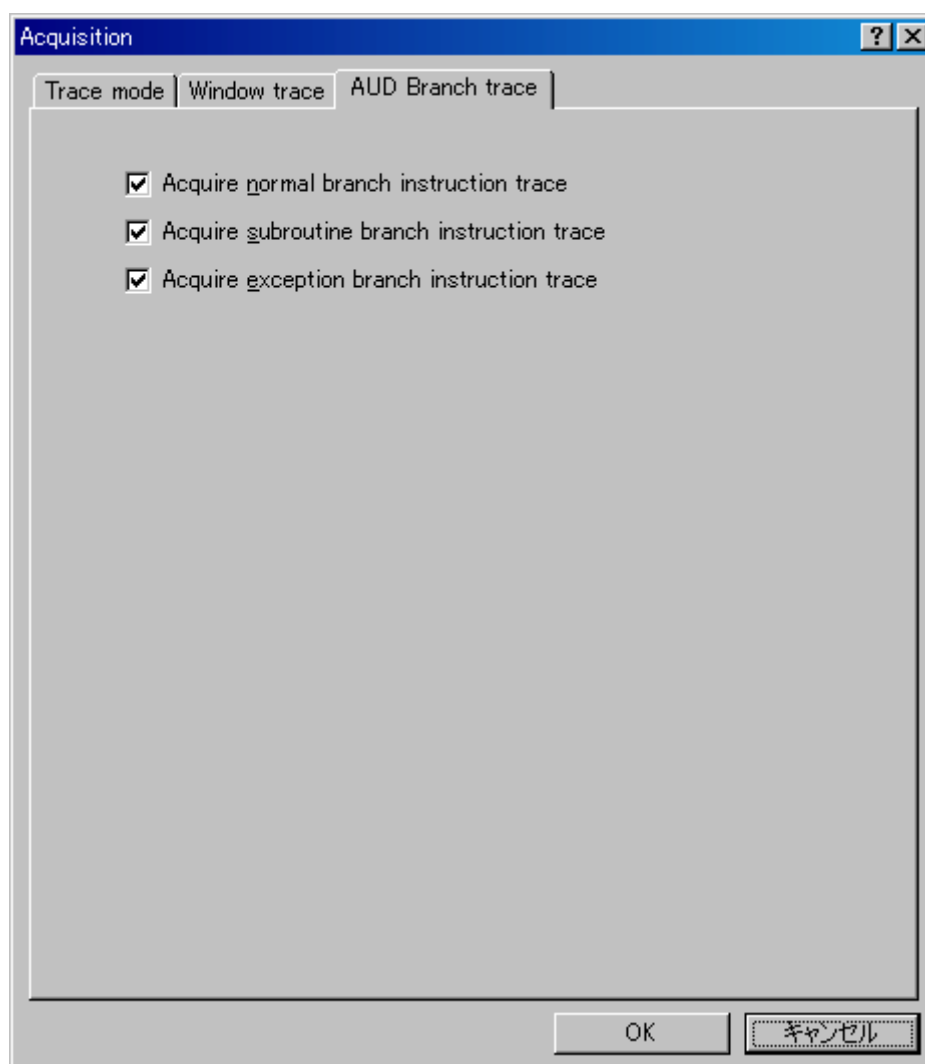 Acquisition
Trace mode Window trace AUD Branch trace
Acquire normal branch instruction trace
Acquire subroutine branch instruction trace
Acquire exception branch instruction trace
OK キャンセル